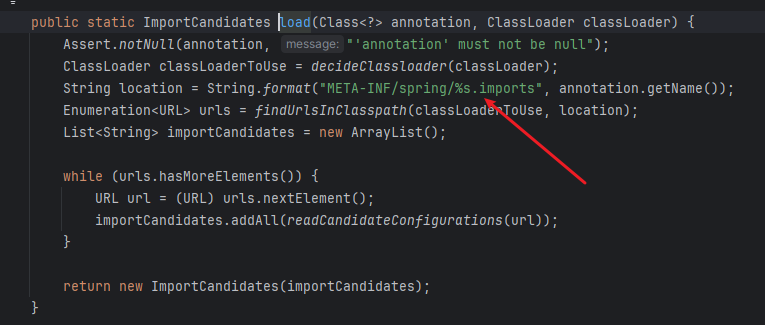 public static ImportCandidates load(Class<?> annotation, ClassLoader classLoader) {
Assert.notNull(annotation, message: "'annotation' must not be null");
ClassLoader classLoaderToUse = decideClassloader(classLoader);
String location = String.format("META-INF/spring/%s.imports", annotation.getName());
Enumeration<URL> urls = findUrlsInClasspath(classLoaderToUse, location);
List<String> importCandidates = new ArrayList();
while (urls.hasMoreElements()) {
URL url = (URL) urls.nextElement();
importCandidates.addAll(readCandidateConfigurations(url));
}
return new ImportCandidates(importCandidates);
}